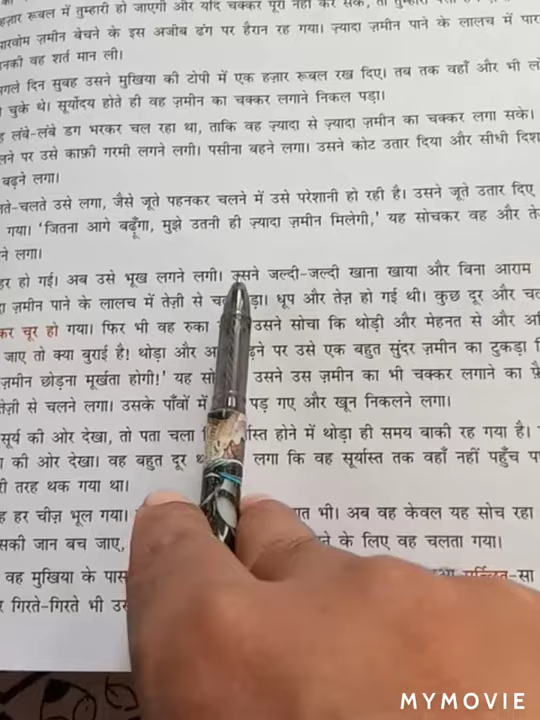 हज़ार रूबल में तुम्हारी हो जाएगी और यदि चक्कर पूरा नहीं कर सके, तो तुम्हारी
ज़मीन बेचने के इस अजीब ढंग पर हैरान रह गया। ज़्यादा ज़मीन पाने के लालच में
वह शर्त मान ली।
दिन सुबह उसने मुखिया की टोपी में एक हज़ार रूबल रख दिए। तब तक वहाँ और भी
चुके थे। सूर्योदय होते ही वह ज़मीन का चक्कर लगाने निकल पड़ा।
लंबे-लंबे डग भरकर चल रहा था, ताकि वह ज़्यादा से ज़्यादा ज़मीन का चक्कर लगा सके।
पर उसे काफ़ी गरमी लगने लगी। पसीना बहने लगा। उसने कोट उतार दिया और सीधी
बढ़ने लगा।
चलते उसे लगा, जैसे जूते पहनकर चलने में उसे परेशानी हो रही है। उसने जूते उतार दिए
गया। 'जितना आगे बढ़ूँगा, मुझे उतनी ही ज़्यादा ज़मीन मिलेगी,' यह सोचकर वह और
लगा।
हो गई। अब उसे भूख लगने लगी। उसने जल्दी-जल्दी खाना खाया और बिना आराम
ज़मीन पाने के लालच में तेज़ी से धूप और तेज़ हो गई थी। कुछ दूर और
कर चूर हो गया। फिर भी वह रुका उसने सोचा कि थोड़ी और मेहनत से और
जाए तो क्या बुराई है! थोड़ा और पर उसे एक बहुत सुंदर ज़मीन का टुकड़ा
ज़मीन छोड़ना मूर्खता होगी!' यह उसने उस ज़मीन का भी चक्कर लगाने का
तेज़ी से चलने लगा। उसके पाँवों में पड़ गए और खून निकलने लगा।
सूर्य की ओर देखा, तो पता चला होने में थोड़ा ही समय बाकी रह गया है।
की ओर देखा। वह बहुत दूर लगा कि वह सूर्यास्त तक वहाँ नहीं पहुँच
तरह थक गया था।
हर चीज़ भूल गया। भी। अब वह केवल यह सोच रहा
जान बच जाए, के लिए वह चलता गया।
वह मुखिया के पास -सा
गिरते-गिरते भी
MYMOVIE